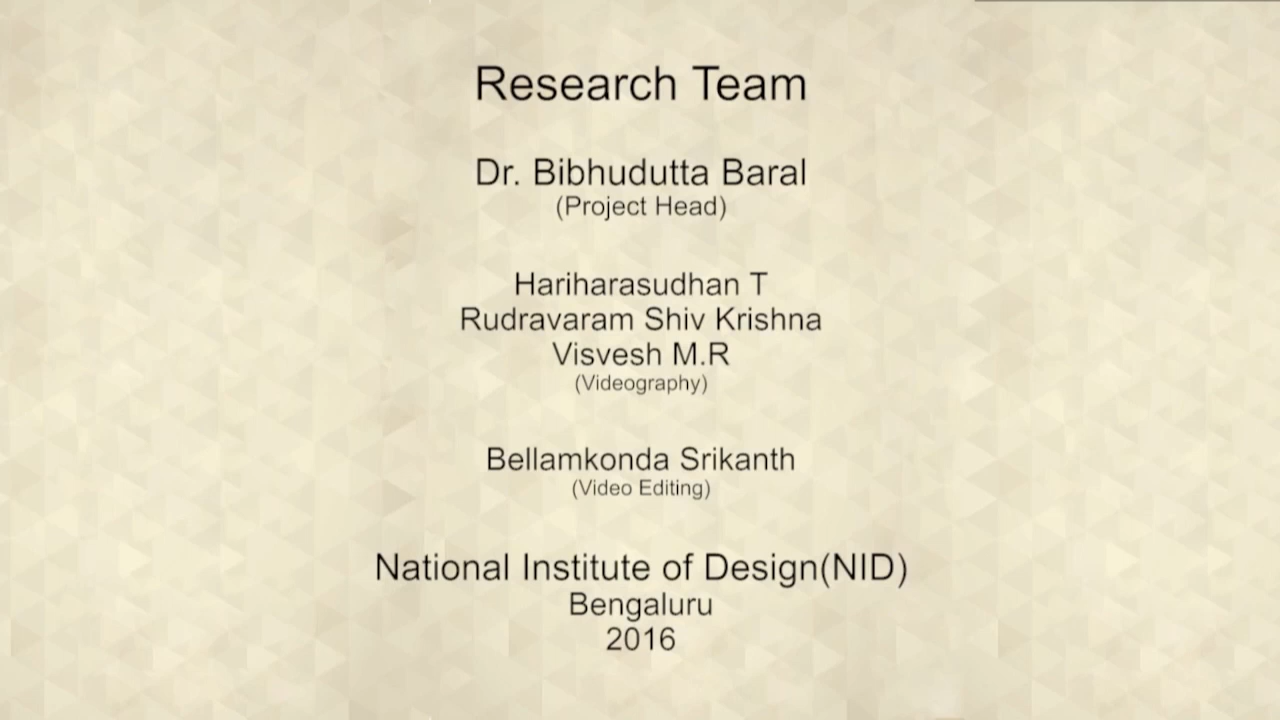 Research Team
Dr. Bibhudutta Baral
(Project Head)
Hariharasudhan T
Rudravaram Shiv Krishna
Visvesh M.R
(Videography)
Bellamkonda Srikanth
(Video Editing)
National Institute of Design(NID)
Bengaluru
2016